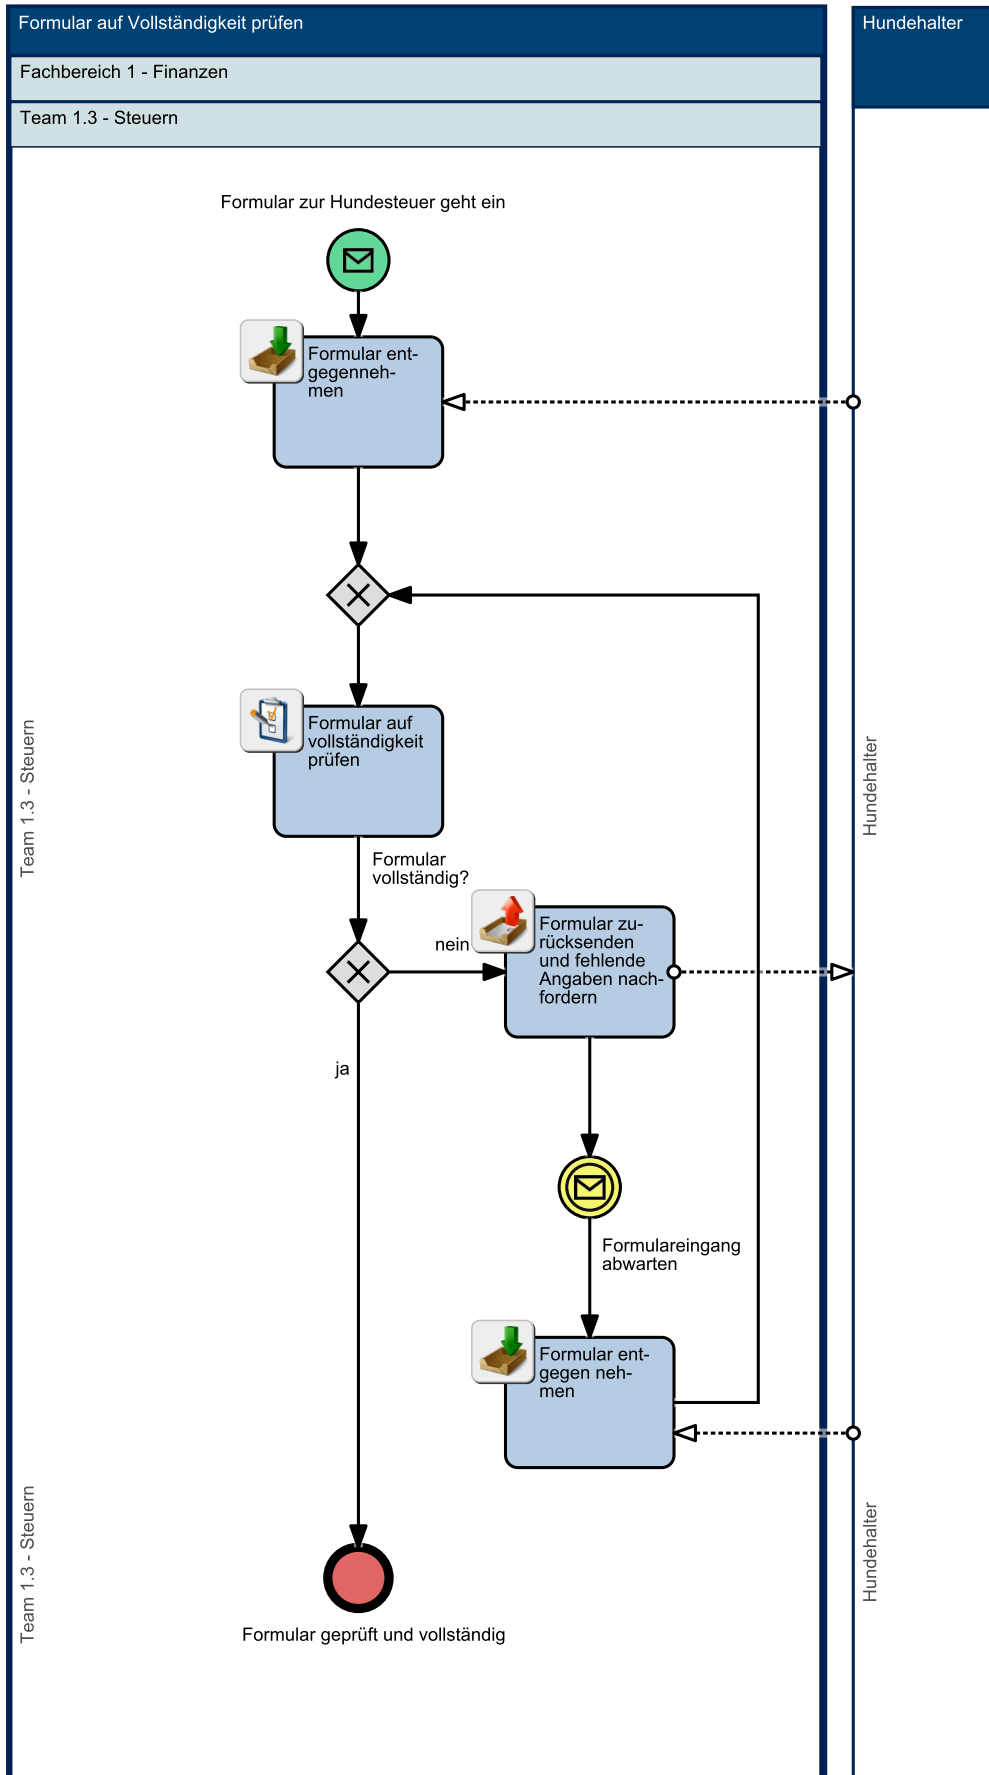 Formular auf Vollständigkeit prüfen
Hundehalter
Fachbereich 1 - Finanzen
Team 1.3 - Steuern
Formular zur Hundesteuer geht ein
Formular ent-
gegenneh-
men
Formular auf
vollständigkeit
prüfen
Team 1.3 - Steuern
Hundehalter
Formular
vollständig?
nein
Formular zu-
rücksenden
und fehlende
Angaben nach-
fordern
ja
Formulareingang
abwarten
Formular ent-
gegen neh-
men
Team 1.3 - Steuern
Hundehalter
Formular geprüft und vollständig